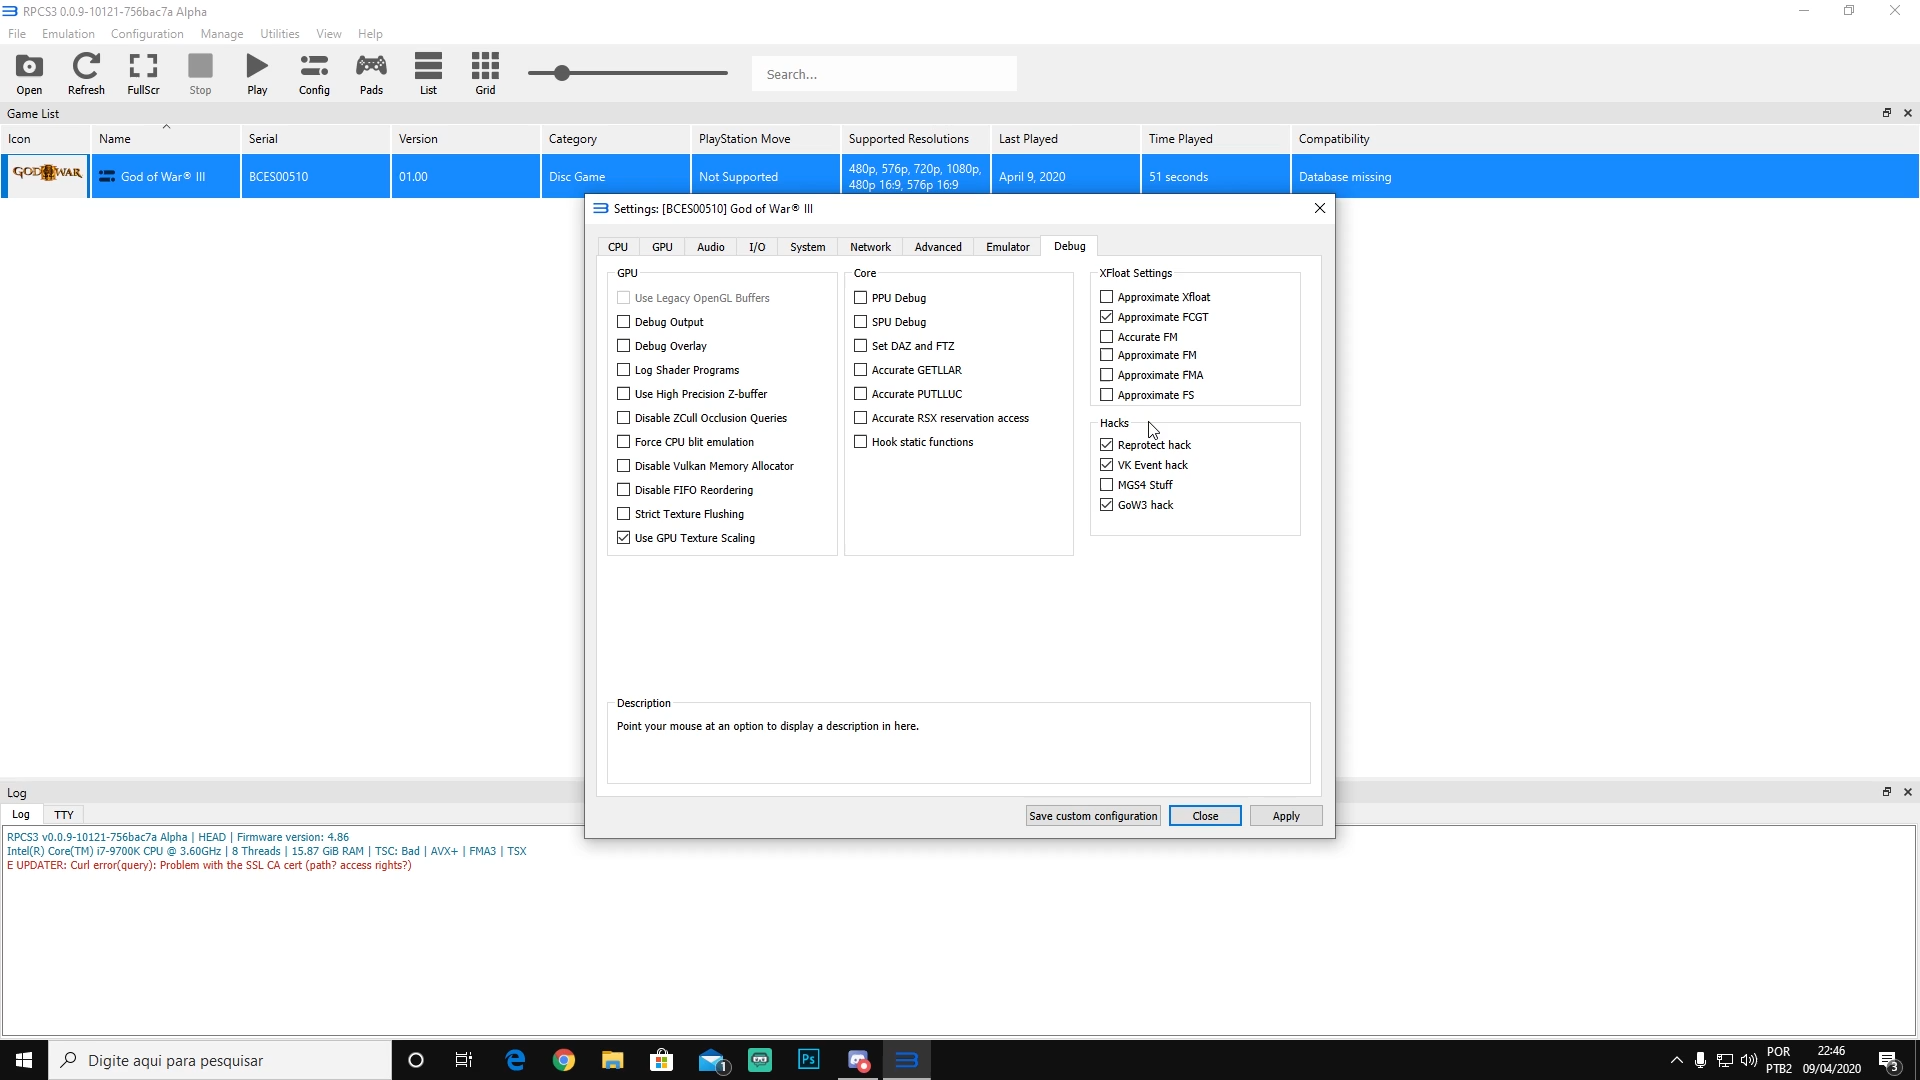 RPCS3 0.0.9-10121-756bac7a Alpha
File Emulation Configuration Manage Utilities View Help
Open Refresh FullScr Stop Play Config Pads List Grid
Search...
Game List
Icon Name Serial Version Category PlayStation Move Supported Resolutions Last Played Time Played Compatibility
GOD OF WAR God of War® III BCES00510 01.00 Disc Game Not Supported 480p, 576p, 720p, 1080p, April 9, 2020 51 seconds Database missing
480p 16:9, 576p 16:9
Settings: [BCES00510] God of War® III
CPU GPU Audio I/O System Network Advanced Emulator Debug
GPU
Use Legacy OpenGL Buffers
Debug Output
Debug Overlay
Log Shader Programs
Use High Precision Z-buffer
Disable ZCull Occlusion Queries
Force CPU blit emulation
Disable Vulkan Memory Allocator
Disable FIFO Reordering
Strict Texture Flushing
Use GPU Texture Scaling
Core
PPU Debug
SPU Debug
Set DAZ and FTZ
Accurate GETLLAR
Accurate PUTLLUC
Accurate RSX reservation access
Hook static functions
XFloat Settings
Approximate Xfloat
Approximate FCGT
Accurate FM
Approximate FM
Approximate FMA
Approximate FS
Hacks
Reprotect hack
VK Event hack
MGS4 Stuff
GoW3 hack
Description
Point your mouse at an option to display a description in here.
Save custom configuration Close Apply
Log
Log TTY
RPCS3 v0.0.9-10121-756bac7a Alpha | HEAD | Firmware version: 4.86
Intel(R) Core(TM) i7-9700K CPU @ 3.60GHz | 8 Threads | 15.87 GiB RAM | TSC: Bad | AVX+ | FMA3 | TSX
E UPDATER: Curl error(query): Problem with the SSL CA cert (path? access rights?)
Digite aqui para pesquisar
1
Ps
POR
PTB2
22:46
09/04/2020
3